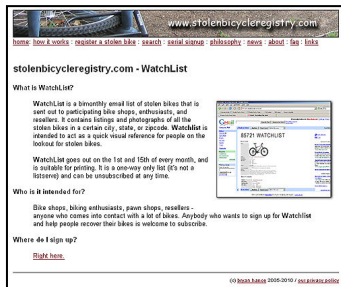 www.stolenbicycleregistry.com
home: how it works : register a stolen bike : search : serial signup : philosophy : news : about : faq : links
stolenbicycleregistry.com - WatchList
What is WatchList?
WatchList is a bimonthly email list of stolen bikes that is
sent out to participating bike shops, enthusiasts, and
resellers. It contains listings and photographs of all the
stolen bikes in a certain city, state, or zipcode. Watchlist is
intended to act as a quick visual reference for people on the
lookout for stolen bikes.
85721 WATCHLIST
WatchList goes out on the 1st and 15th of every month, and
is suitable for printing. It is a one-way only list (it's not a
listserv) and can be unsubscribed at any time.
Who is it intended for?
Bike shops, biking enthusiasts, pawn shops, resellers -
anyone who comes into contact with a lot of bikes. Anybody who wants to sign up for Watchlist
and help people recover their bikes is welcome to subscribe.
Where do I sign up?
Right here.
(c) bryan hance 2005-2010 / our privacy policy